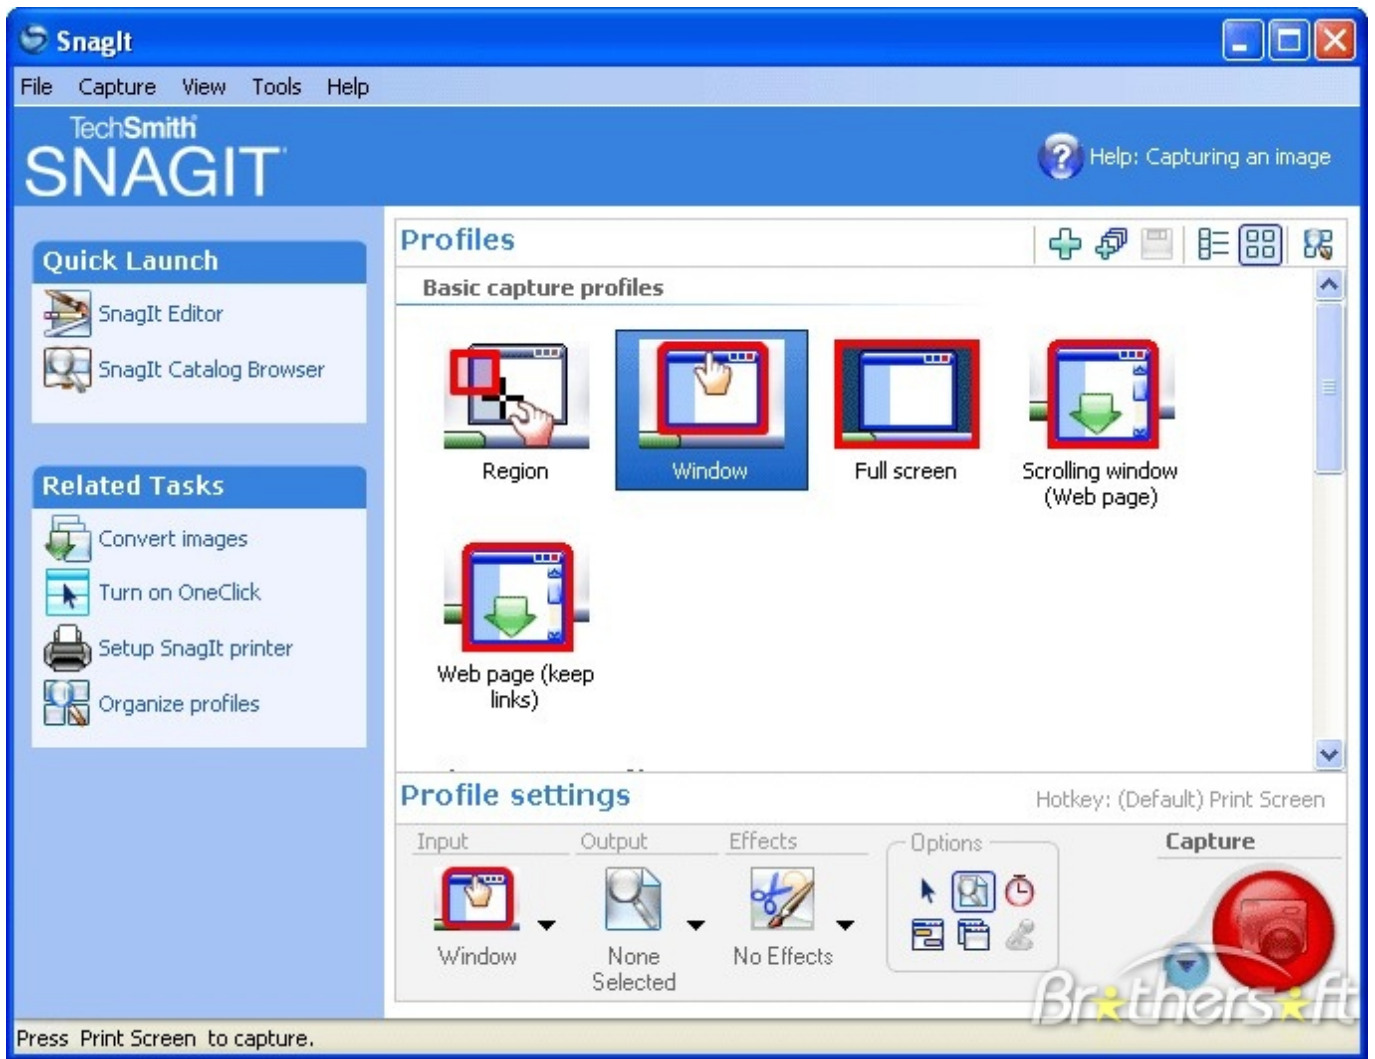 SnagIt
File Capture View Tools Help
TechSmith
SNAGIT
Help: Capturing an image
Quick Launch
SnagIt Editor
SnagIt Catalog Browser
Related Tasks
Convert images
Turn on OneClick
Setup SnagIt printer
Organize profiles
Profiles
Basic capture profiles
Region
Window
Full screen
Scrolling window
(Web page)
Web page (keep
links)
Profile settings
Hotkey: (Default) Print Screen
Input
Output
Effects
Options
Capture
Window
None
Selected
No Effects
Brothersoft
Press Print Screen to capture.